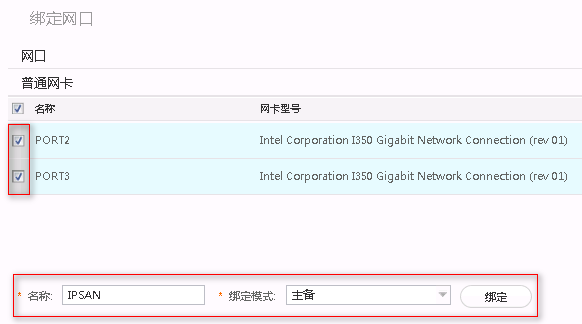 绑定网口
网口
普通网卡
名称 网卡型号
PORT2 Intel Corporation I350 Gigabit Network Connection (rev 01)
PORT3 Intel Corporation I350 Gigabit Network Connection (rev 01)
* 名称: IPSAN * 绑定模式: 主备 绑定